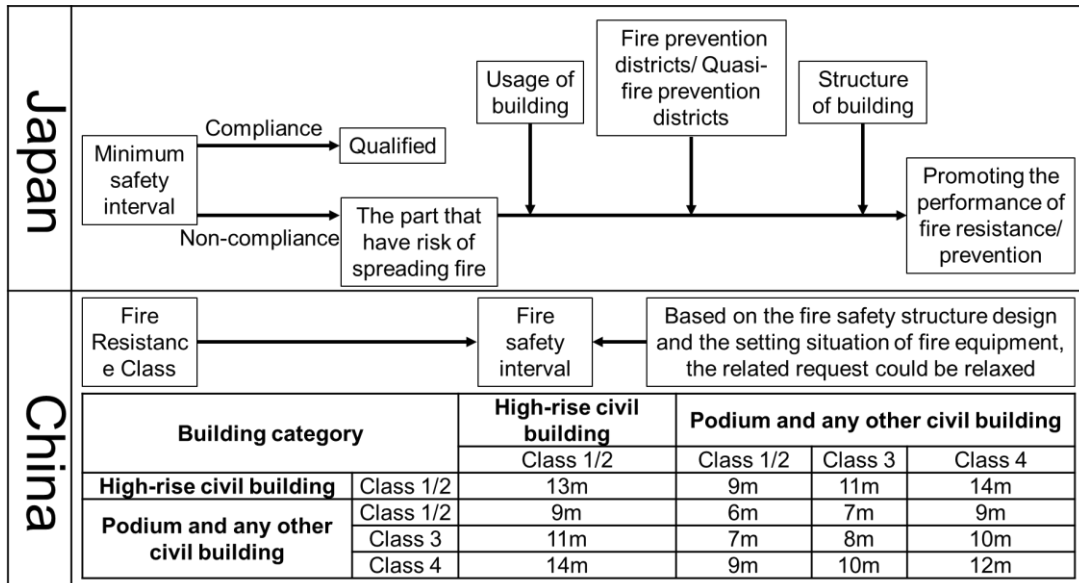 Japan
Minimum
safety
interval
Compliance
Non-compliance
Qualified
The part that
have risk of
spreading fire
Usage of
building
Fire prevention
districts/ Quasi-
fire prevention
districts
Structure
of building
Promoting the
performance of
fire resistance/
prevention
China
Fire
Resistanc
e Class
Fire
safety
interval
Based on the fire safety structure design
and the setting situation of fire equipment,
the related request could be relaxed
Building category
High-rise civil
building
Podium and any other civil building
Class 1/2 Class 1/2 Class 3 Class 4
High-rise civil building Class 1/2 13m 9m 11m 14m
Podium and any other
civil building
Class 1/2 9m 6m 7m 9m
Class 3 11m 7m 8m 10m
Class 4 14m 9m 10m 12m